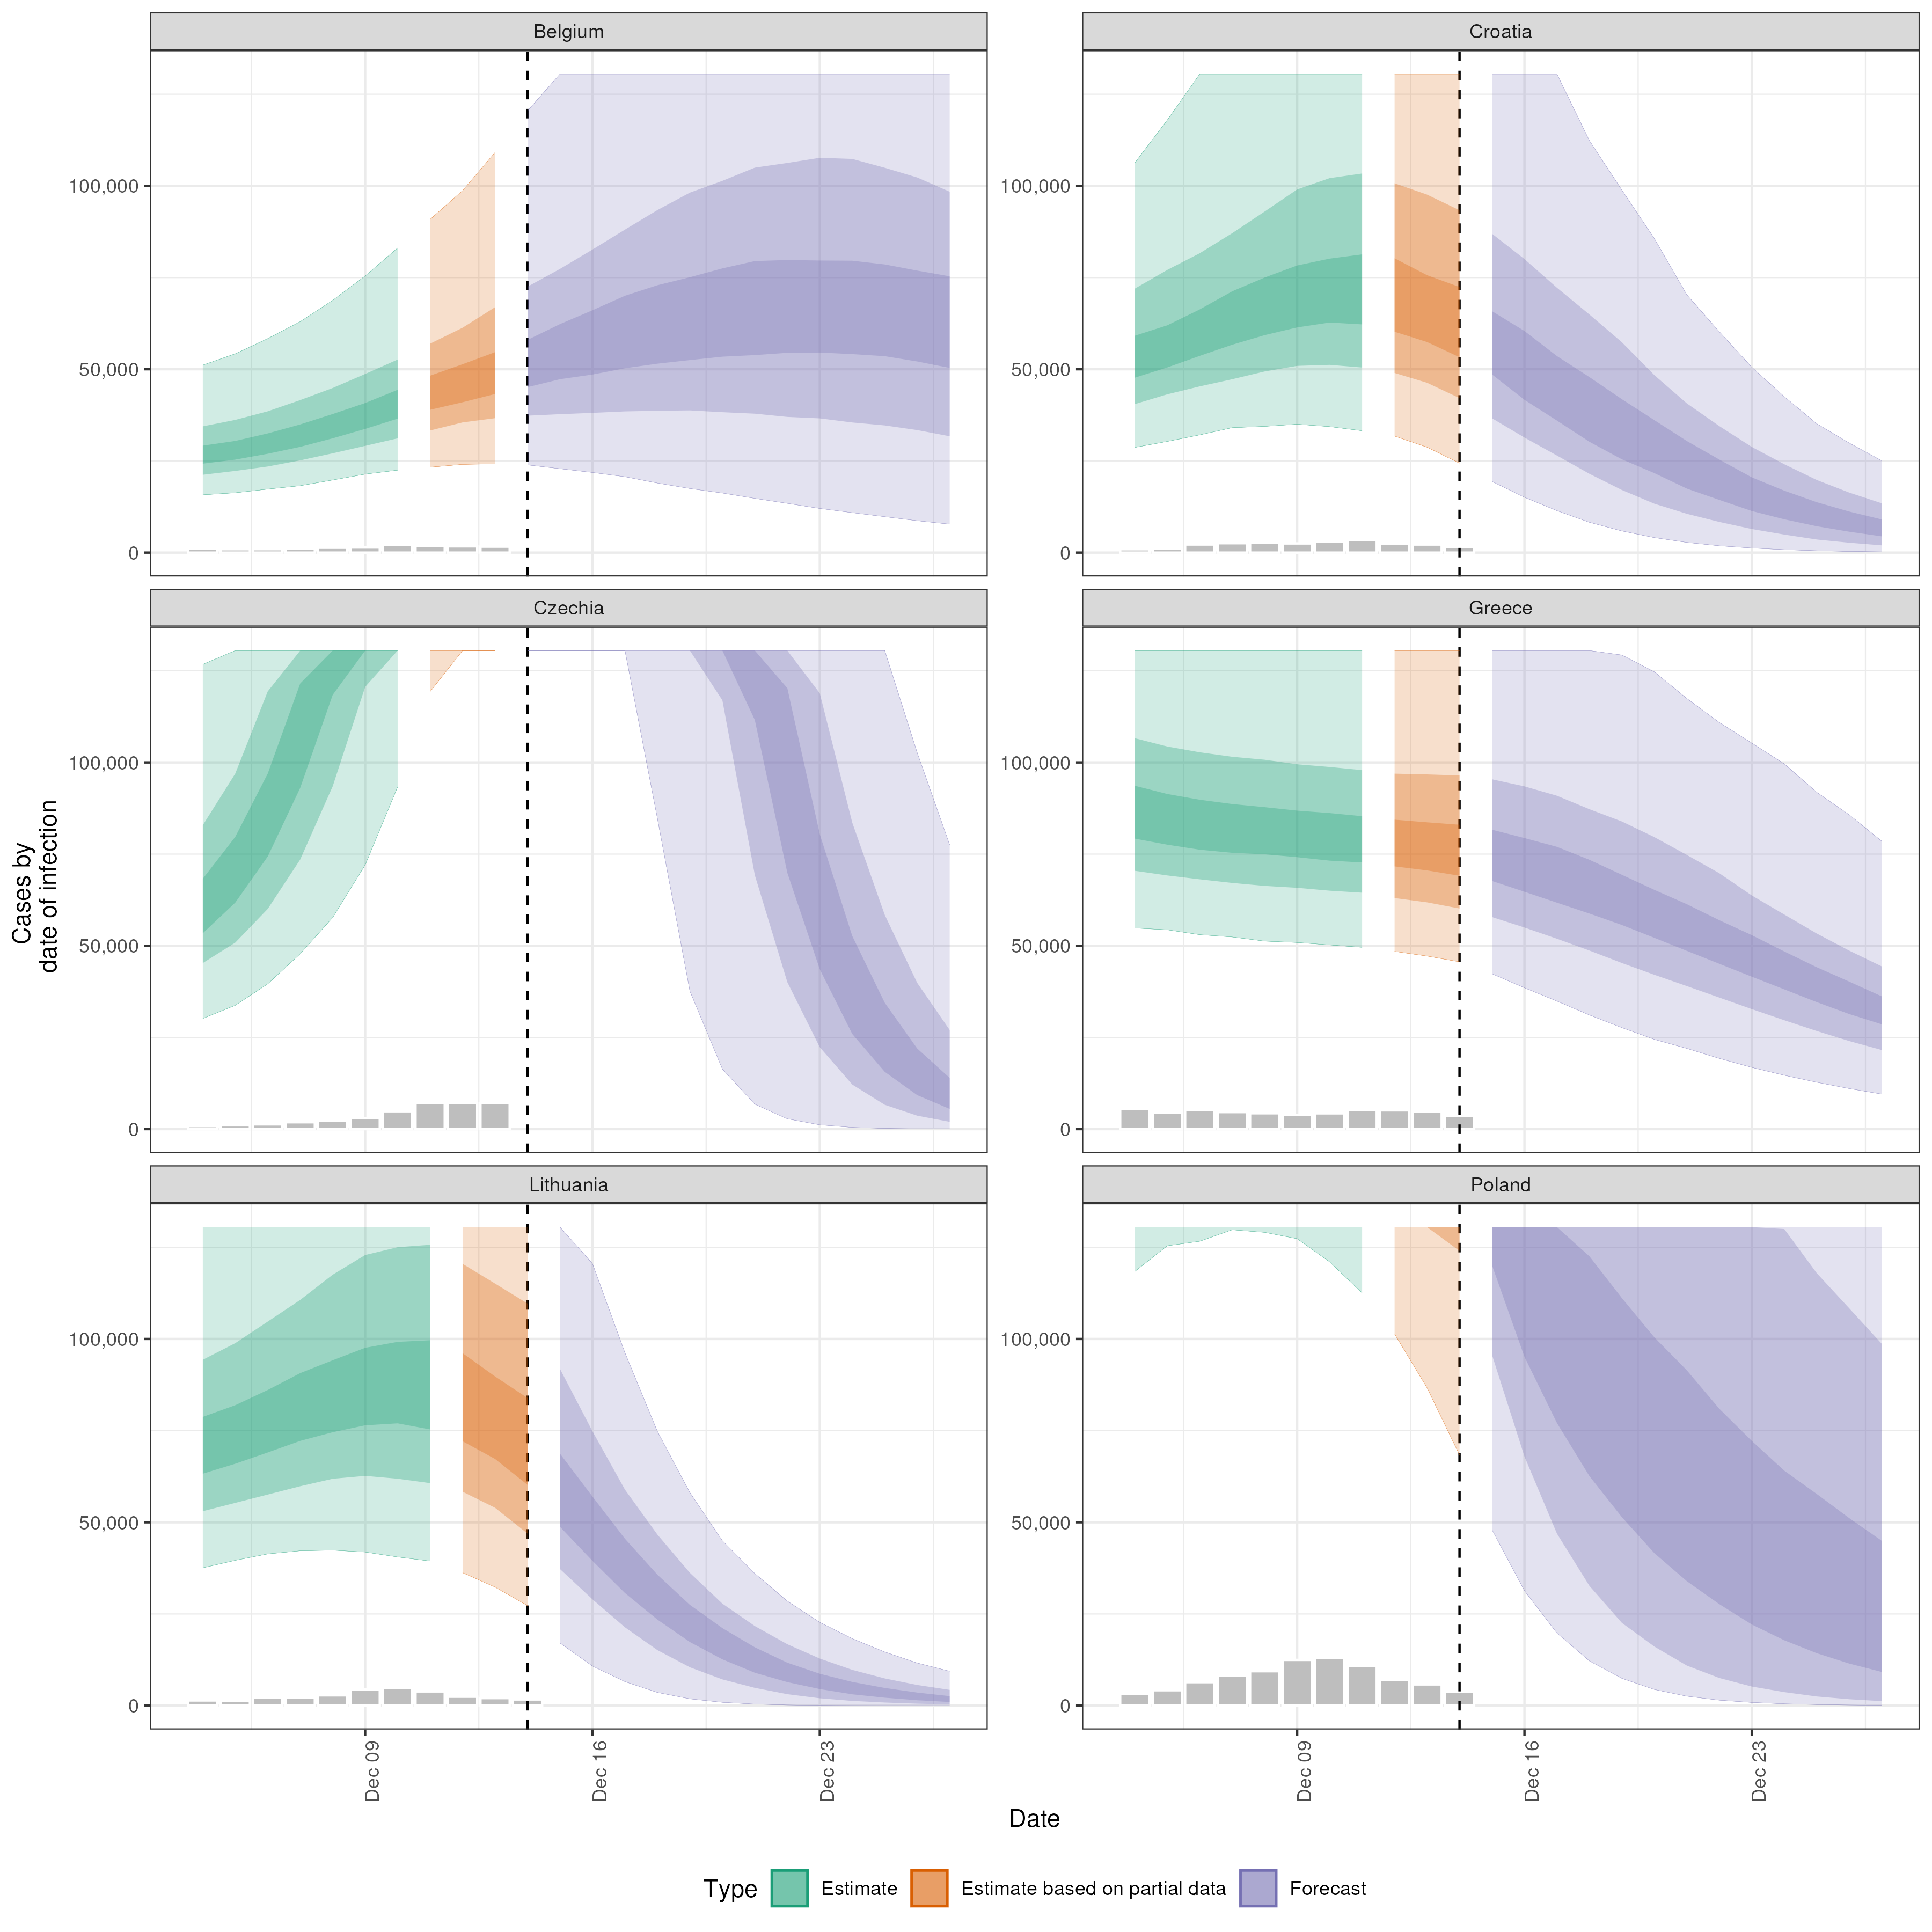 Belgium
Croatia
100,000
50,000
0
100,000
50,000
0
Czechia
Greece
100,000
50,000
0
100,000
50,000
0
Cases by
date of infection
Lithuania
Poland
100,000
50,000
0
100,000
50,000
0
Dec 09
Dec 16
Dec 23
Dec 09
Dec 16
Dec 23
Date
Type
Estimate
Estimate based on partial data
Forecast